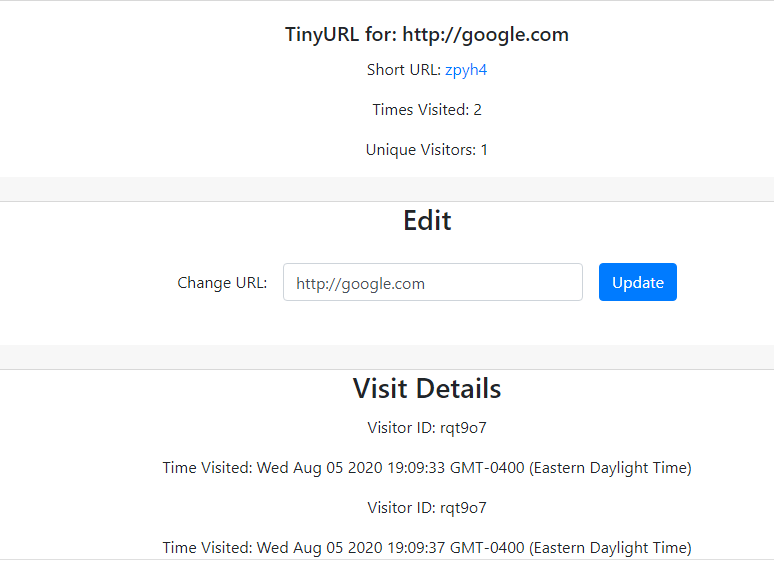 TinyURL for: http://google.com
Short URL: zpyh4
Times Visited: 2
Unique Visitors: 1
Edit
Change URL: http://google.com Update
Visit Details
Visitor ID: rqt9o7
Time Visited: Wed Aug 05 2020 19:09:33 GMT-0400 (Eastern Daylight Time)
Visitor ID: rqt9o7
Time Visited: Wed Aug 05 2020 19:09:37 GMT-0400 (Eastern Daylight Time)